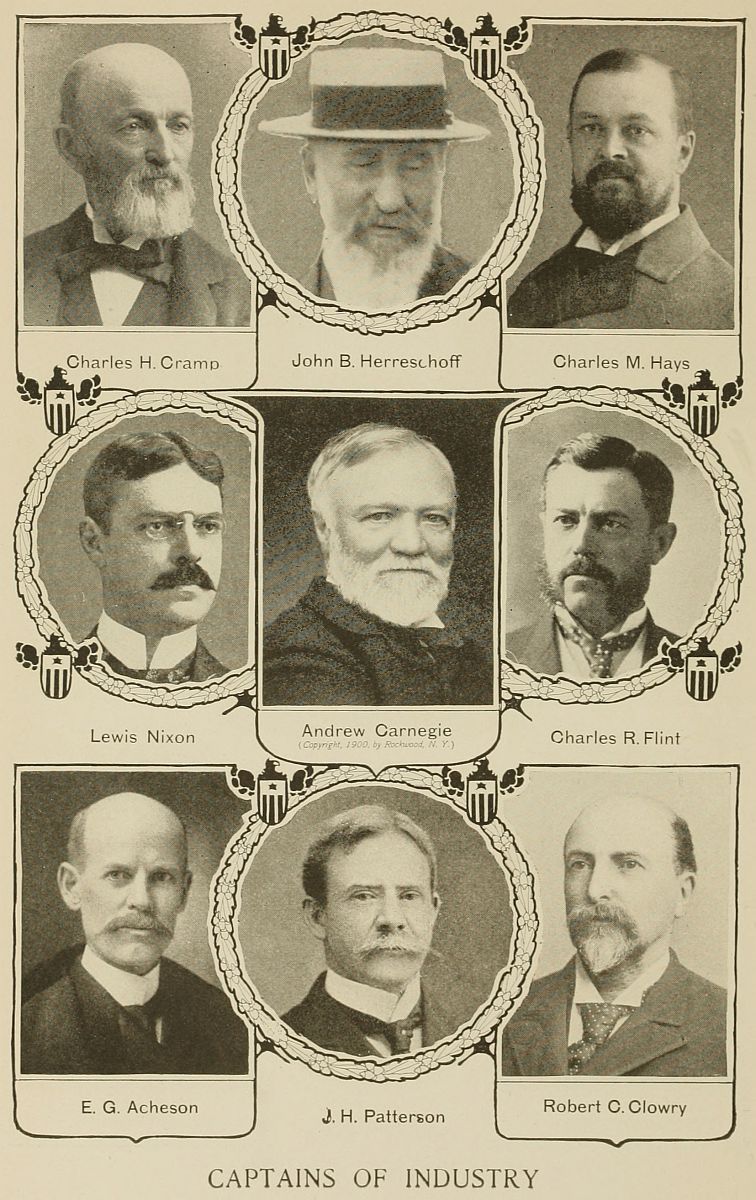 Charles H. Cramp
John B. Herreschoff
Charles M. Hays
Lewis Nixon
Andrew Carnegie
(Copyright, 1900, by Rockwood, N. Y.)
Charles R. Flint
E. G. Acheson
J. H. Patterson
Robert C. Clowry
CAPTAINS OF INDUSTRY